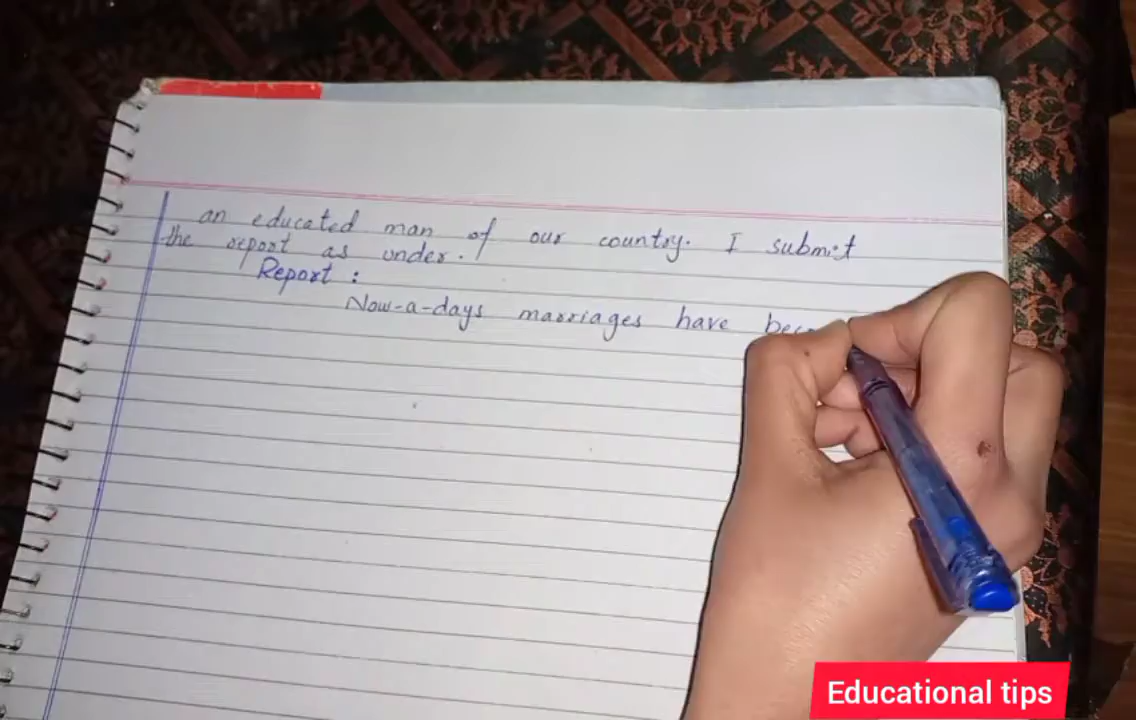 an educated man of our country. I submit
the report as under.
Report :
Now-a-days marriages have
Educational tips